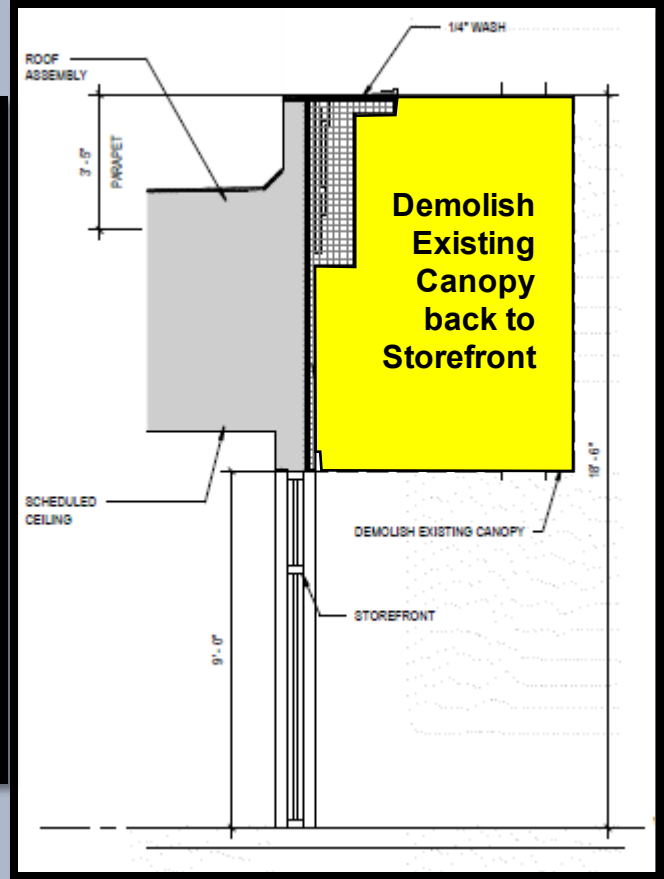 1/4" WASH
ROOF
ASSEMBLY
3' - 5"
PARAPET
Demolish
Existing
Canopy
back to
Storefront
18' - 6"
SCHEDULED
CEILING
DEMOLISH EXISTING CANOPY
STOREFRONT
9' - 0"